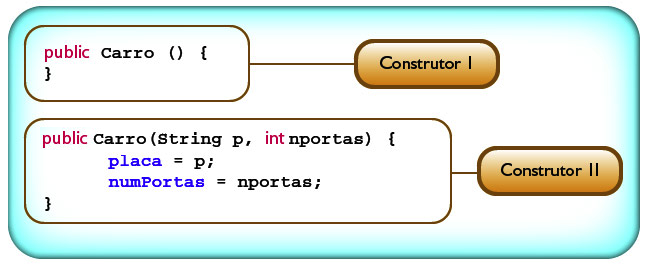 public Carro () {
}
Construtor I
public Carro(String p, int nportas) {
placa = p;
numPortas = nportas;
}
Construtor II